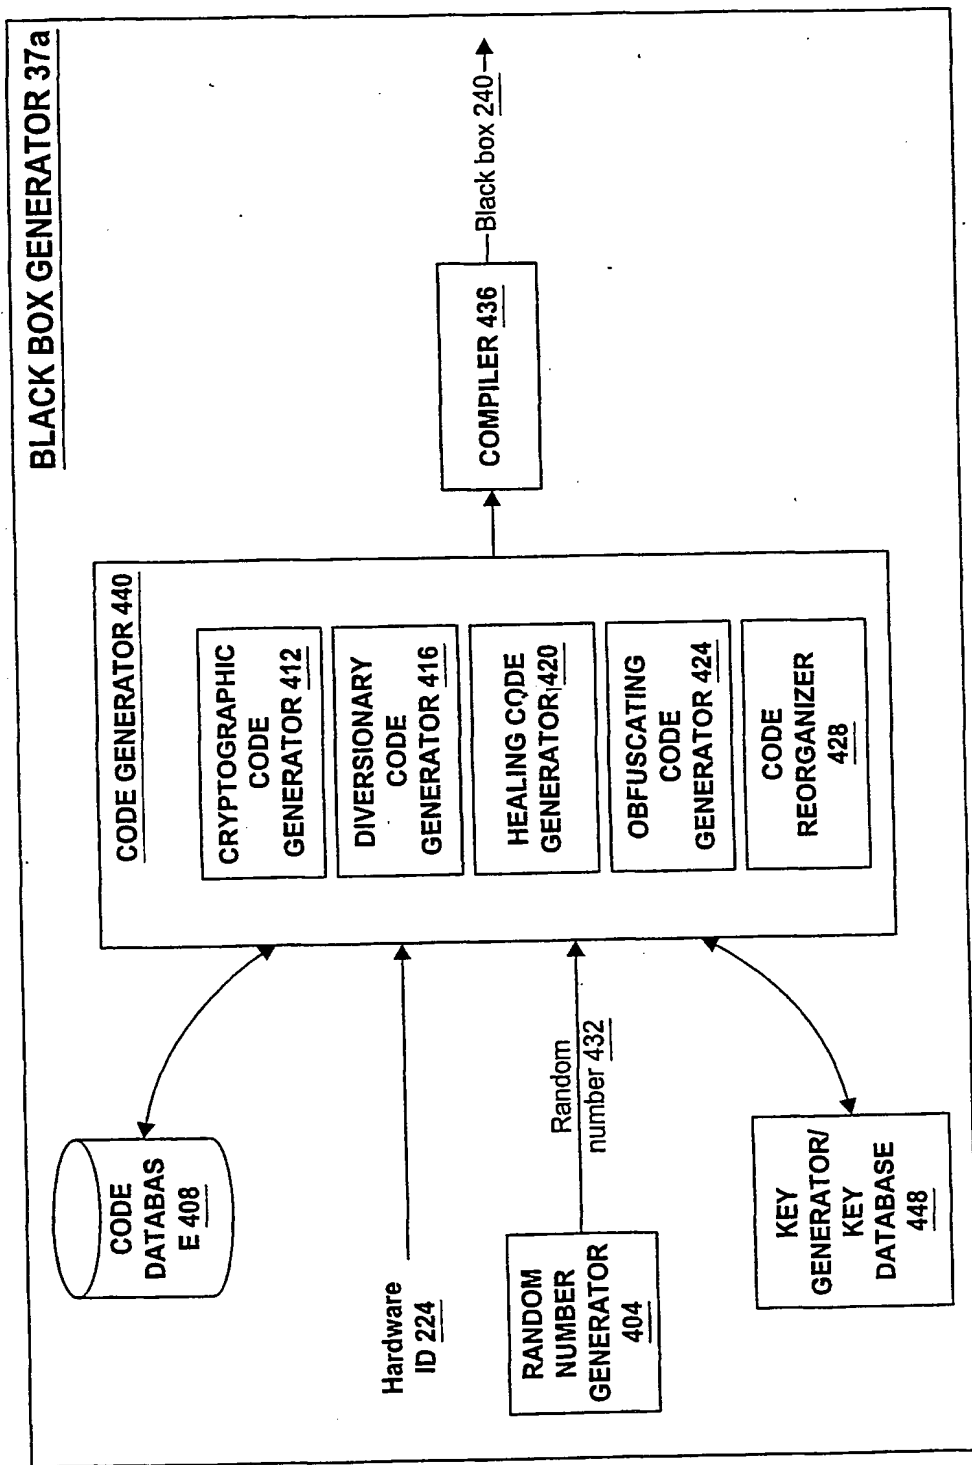 BLACK BOX GENERATOR 37a
CODE
DATABAS
E 408
Hardware
ID 224
RANDOM
NUMBER
GENERATOR
404
Random
number 432
KEY
GENERATOR/
KEY
DATABASE
448
CODE GENERATOR 440
CRYPTOGRAPHIC
CODE
GENERATOR 412
DIVERSIONARY
CODE
GENERATOR 416
HEALING CODE
GENERATOR 420
OBFUSCATING
CODE
GENERATOR 424
CODE
REORGANIZER
428
COMPILER 436
Black box 240